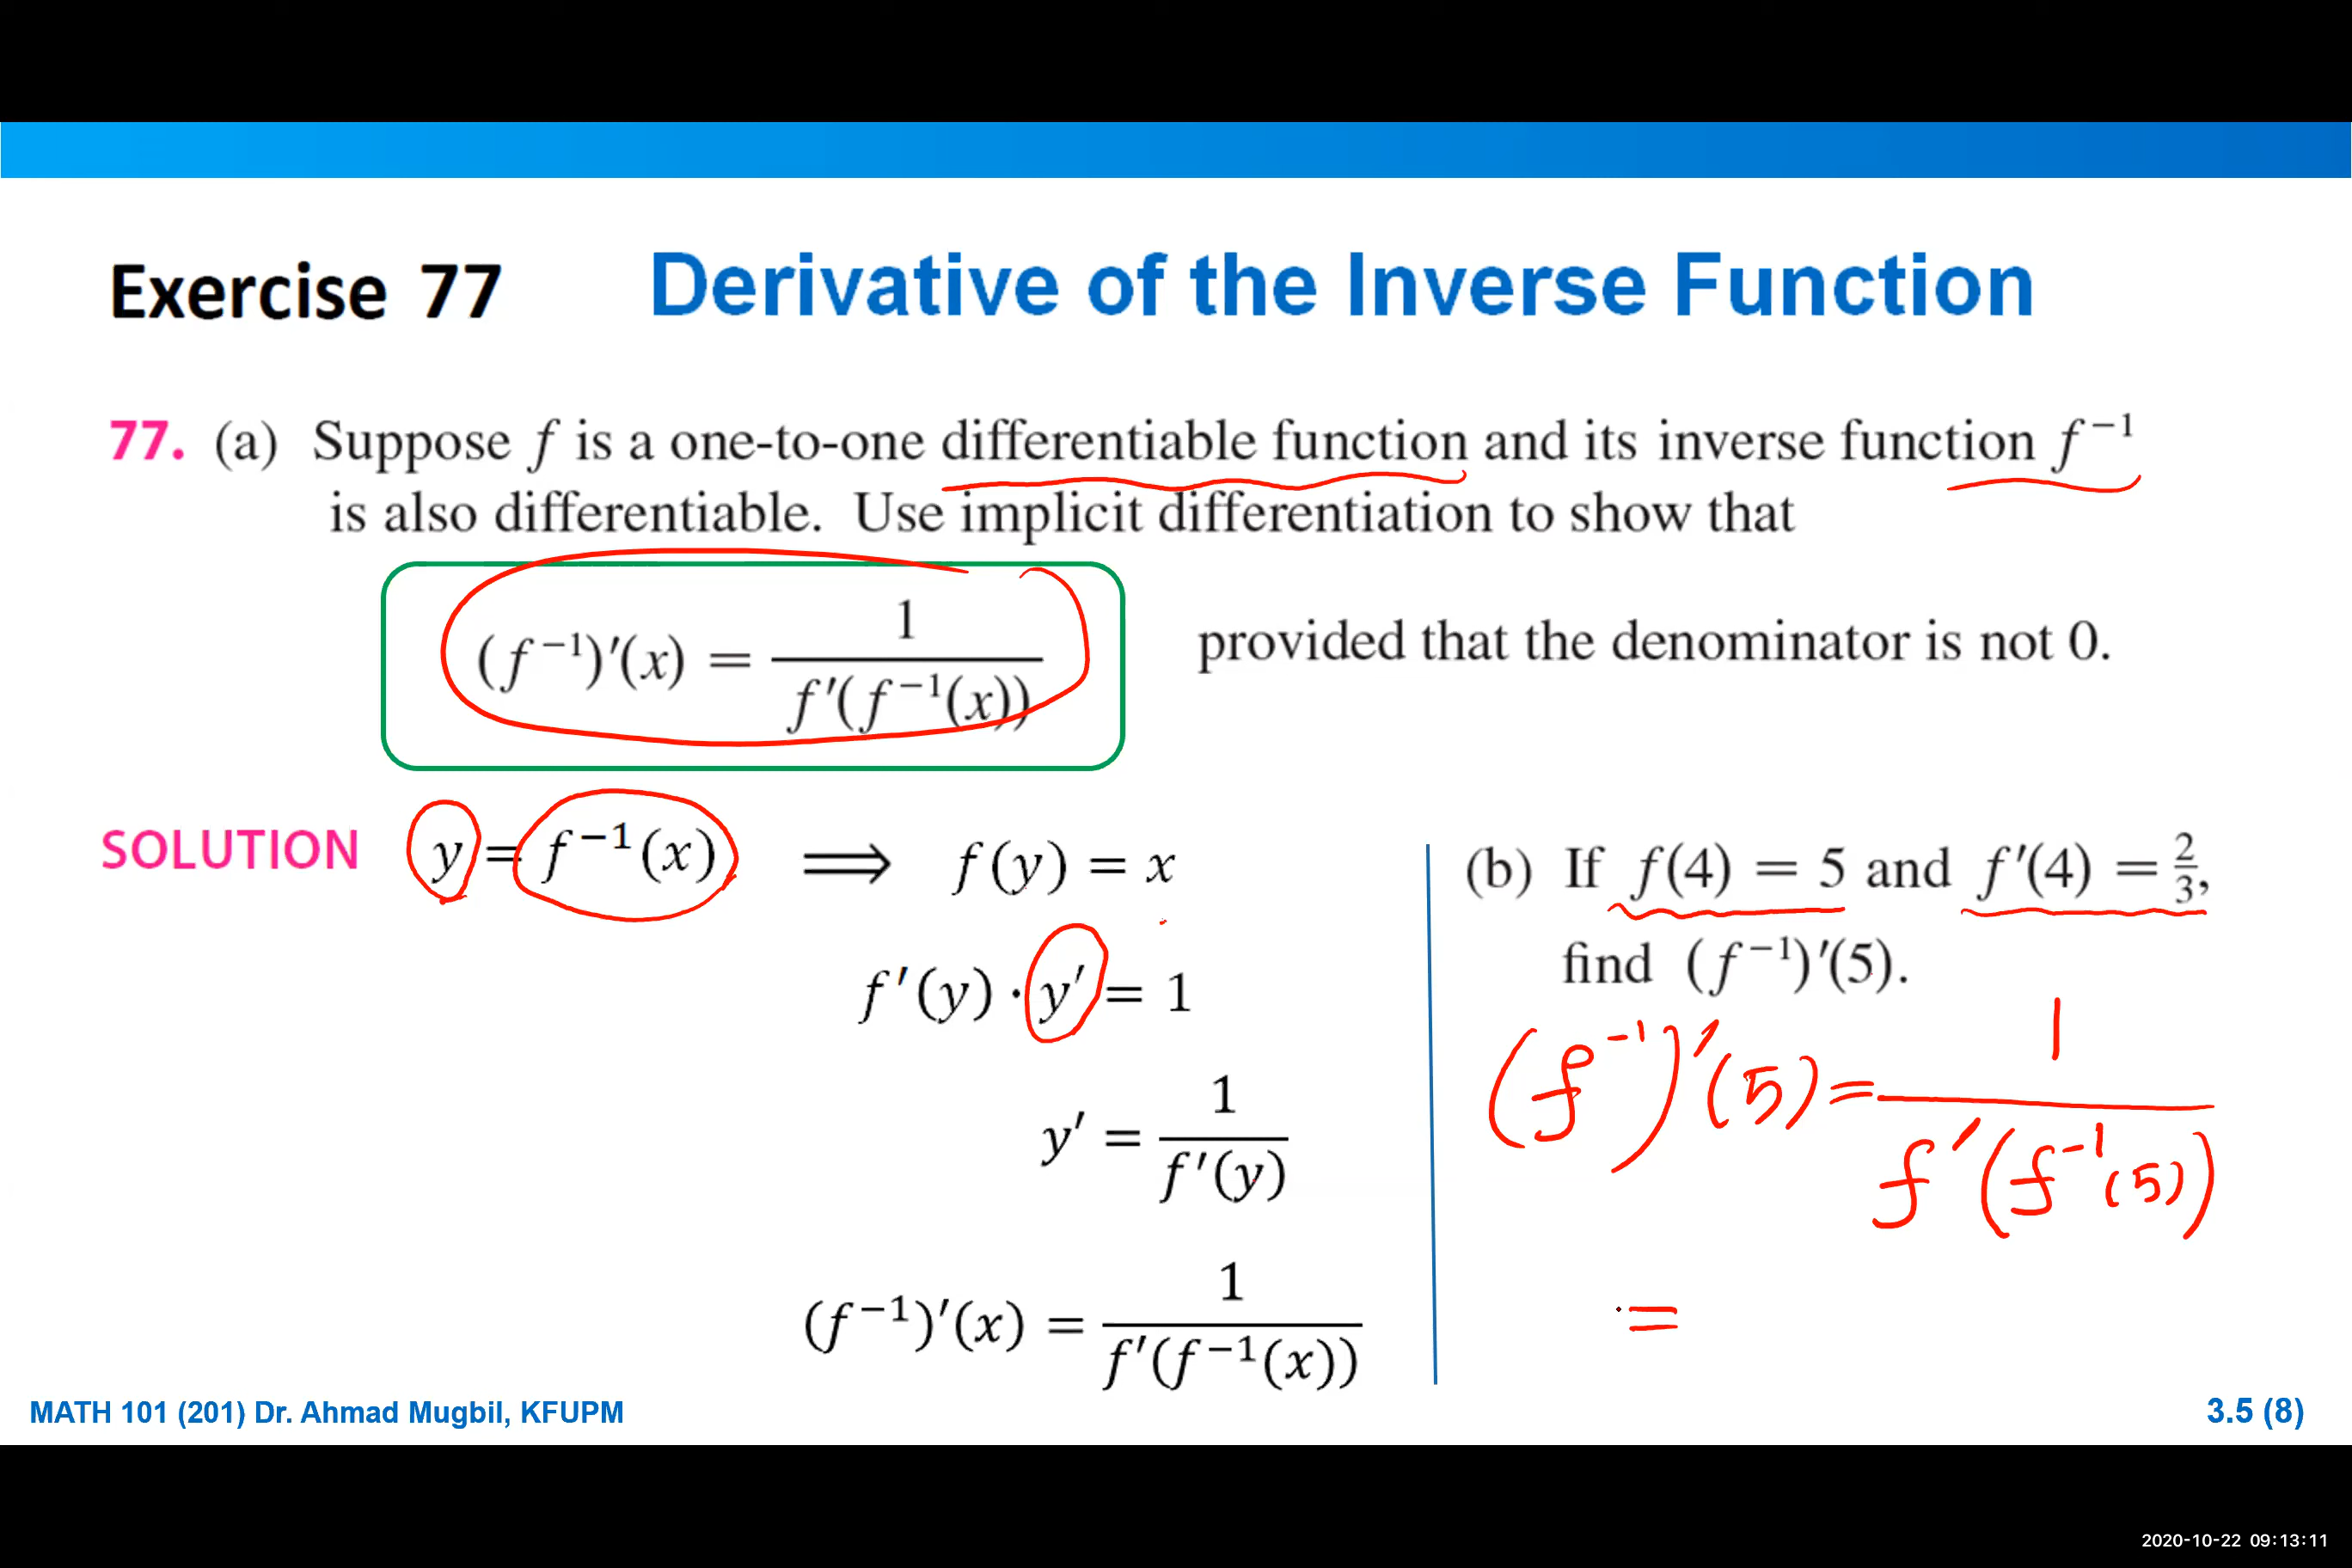 Exercise 77 Derivative of the Inverse Function
77. (a) Suppose f is a one-to-one differentiable function and its inverse function f⁻¹
is also differentiable. Use implicit differentiation to show that
(f⁻¹)′(x) = 1 / f′(f⁻¹(x)) provided that the denominator is not 0.
SOLUTION y = f⁻¹(x) ⟹ f(y) = x
f′(y) · y′ = 1
y′ = 1 / f′(y)
(f⁻¹)′(x) = 1 / f′(f⁻¹(x))
(b) If f(4) = 5 and f′(4) = 2/3,
find (f⁻¹)′(5).
(f⁻¹)′(5) = 1 / f′(f⁻¹(5))
=
MATH 101 (201) Dr. Ahmad Mugbil, KFUPM
3.5 (8)
2020-10-22 09:13:11